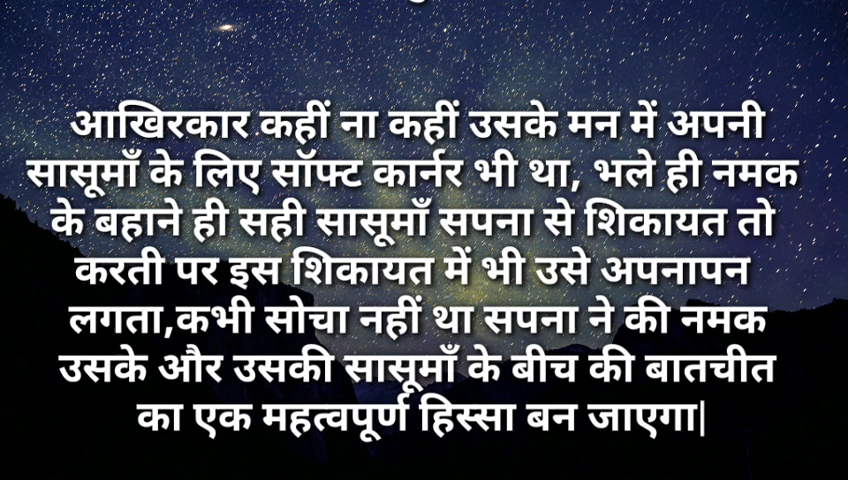 आखिरकार कहीं ना कहीं उसके मन में अपनी
सासूमाँ के लिए सॉफ्ट कार्नर भी था, भले ही नमक
के बहाने ही सही सासूमाँ सपना से शिकायत तो
करती पर इस शिकायत में भी उसे अपनापन
लगता,कभी सोचा नहीं था सपना ने की नमक
उसके और उसकी सासूमाँ के बीच की बातचीत
का एक महत्वपूर्ण हिस्सा बन जाएगा|